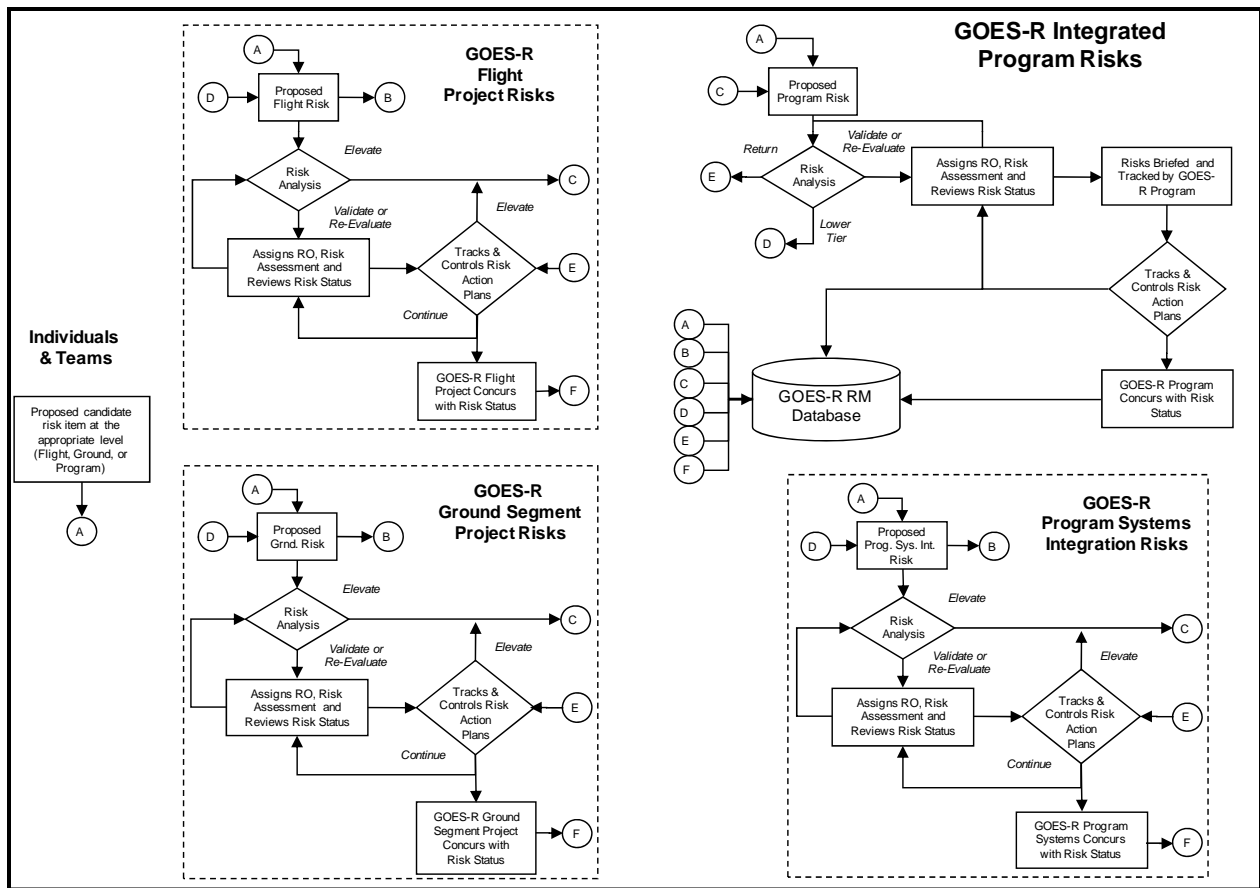 GOES-R
Flight
Project Risks
A
D
Proposed
Flight Risk
B
Elevate
Risk
Analysis
C
Validate or
Re-Evaluate
Elevate
Assigns RO, Risk
Assessment and
Reviews Risk Status
Tracks &
Controls Risk
Action
Plans
E
Continue
GOES-R Flight
Project Concurs
with Risk Status
F
Individuals
& Teams
Proposed candidate
risk item at the
appropriate level
(Flight, Ground, or
Program)
A
GOES-R
Ground Segment
Project Risks
A
D
Proposed
Grnd. Risk
B
Elevate
Risk
Analysis
C
Validate or
Re-Evaluate
Elevate
Assigns RO, Risk
Assessment and
Reviews Risk Status
Tracks &
Controls Risk
Action
Plans
E
Continue
GOES-R Ground
Segment Project
Concurs with
Risk Status
F
GOES-R Integrated
Program Risks
A
C
Proposed
Program Risk
Return
Validate or
Re-Evaluate
E
Risk
Analysis
Assigns RO, Risk
Assessment and
Reviews Risk Status
Risks Briefed and
Tracked by GOES-
R Program
Lower
Tier
D
Tracks &
Controls Risk
Action
Plans
A
B
C
D
E
F
GOES-R RM
Database
GOES-R Program
Concurs with Risk
Status
GOES-R
Program Systems
Integration Risks
A
D
Proposed
Prog. Sys. Int.
Risk
B
Elevate
Risk
Analysis
C
Validate or
Re-Evaluate
Elevate
Assigns RO, Risk
Assessment and
Reviews Risk Status
Tracks &
Controls Risk
Action
Plans
E
Continue
GOES-R Program
Systems Concurs
with Risk Status
F